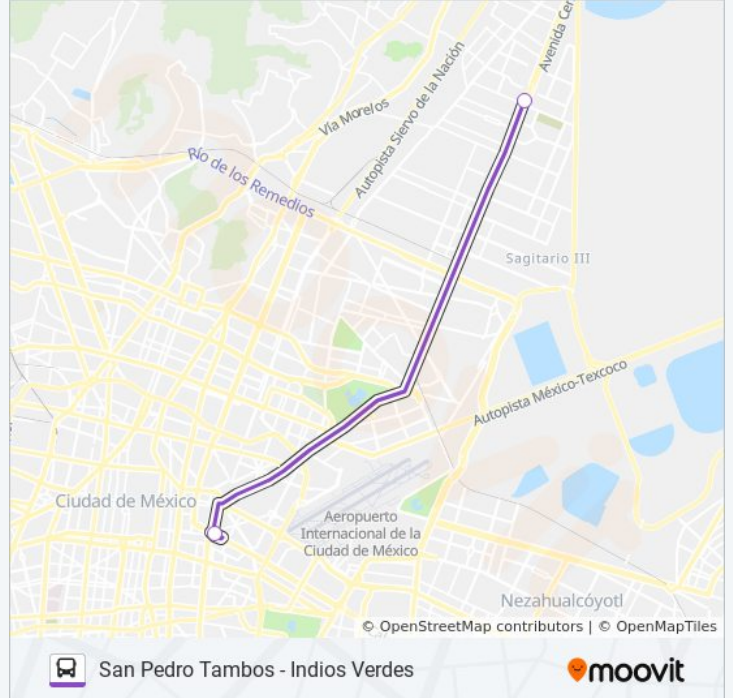 Avenida Cen
Vía Morelos
Autopista Siervo de la Nación
Río de los Remedios
Sagitario III
Autopista México-Texcoco
Ciudad de México
Aeropuerto
Internacional de la
Ciudad de México
Nezahualcóyotl
© OpenStreetMap contributors | © OpenMapTiles
San Pedro Tambos - Indios Verdes
moovit